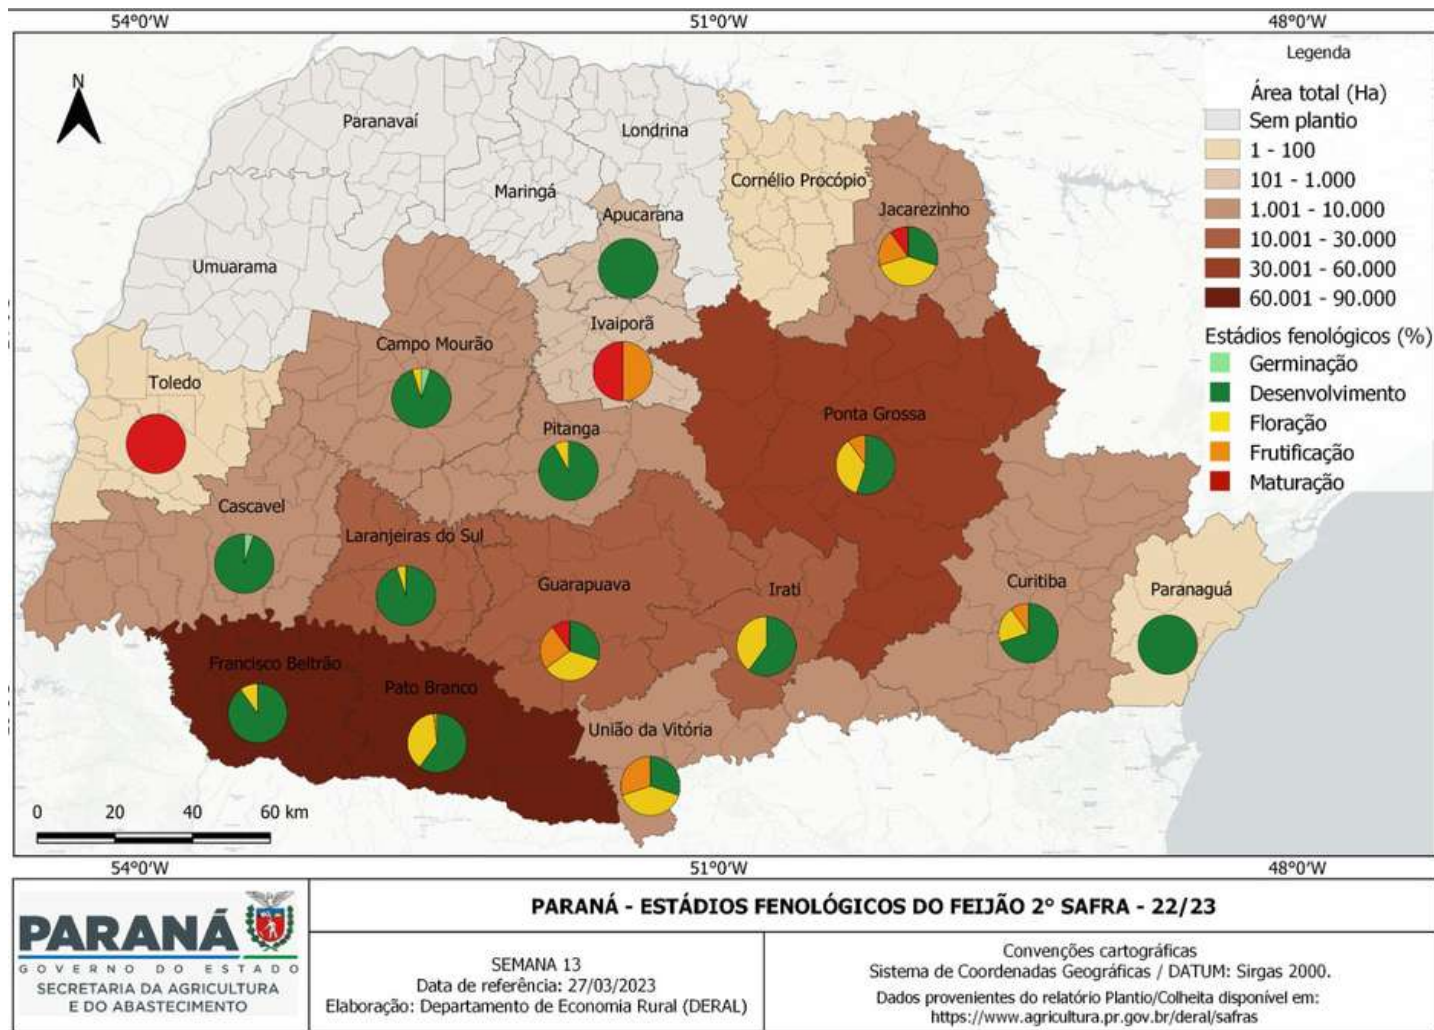 54°0'W 51°0'W 48°0'W
N
Legenda
Área total (Ha)
Sem plantio
1 - 100
101 - 1.000
1.001 - 10.000
10.001 - 30.000
30.001 - 60.000
60.001 - 90.000
Estádios fenológicos (%)
Germinação
Desenvolvimento
Floração
Frutificação
Maturação
Paranavaí
Londrina
Maringá
Cornélio Procópio
Apucarana
Jacarezinho
Umuarama
Ivaiporã
Campo Mourão
Toledo
Ponta Grossa
Pitanga
Cascavel
Laranjeiras do Sul
Guarapuava
Irati
Curitiba
Paranaguá
Francisco Beltrão
Pato Branco
União da Vitória
0 20 40 60 km
54°0'W 51°0'W 48°0'W
PARANÁ
GOVERNO DO ESTADO
SECRETARIA DA AGRICULTURA
E DO ABASTECIMENTO
PARANÁ - ESTÁDIOS FENOLÓGICOS DO FEIJÃO 2° SAFRA - 22/23
SEMANA 13
Data de referência: 27/03/2023
Elaboração: Departamento de Economia Rural (DERAL)
Convenções cartográficas
Sistema de Coordenadas Geográficas / DATUM: Sirgas 2000.
Dados provenientes do relatório Plantio/Colheita disponível em:
https://www.agricultura.pr.gov.br/deral/safras